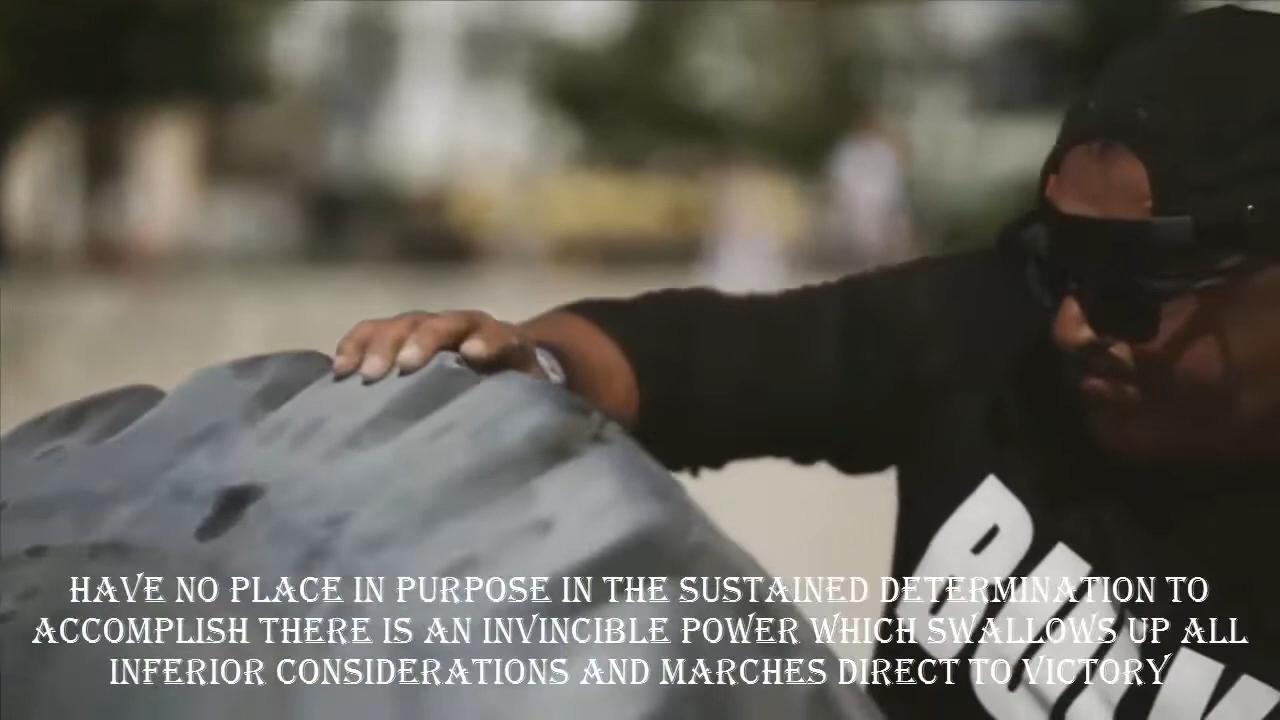 HAVE NO PLACE IN PURPOSE IN THE SUSTAINED DETERMINATION TO
ACCOMPLISH THERE IS AN INVINCIBLE POWER WHICH SWALLOWS UP ALL
INFERIOR CONSIDERATIONS AND MARCHES DIRECT TO VICTORY